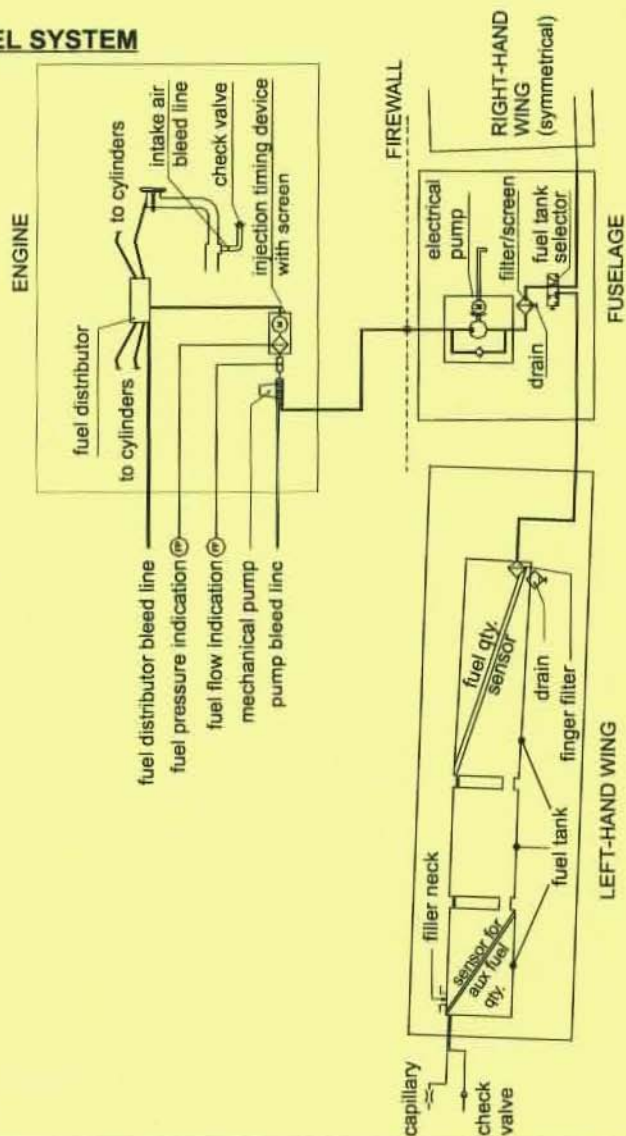 EL SYSTEM
ENGINE
fuel distributor
to cylinders
to cylinders
intake air
bleed line
check valve
injection timing device
with screen
fuel distributor bleed line
fuel pressure indication
FP
fuel flow indication
FF
mechanical pump
pump bleed line
FIREWALL
RIGHT-HAND
WING
(symmetrical)
electrical
pump
filter/screen
fuel tank
selector
drain
FUSELAGE
capillary
check
valve
filler neck
sensor for
aux fuel
qty.
fuel qty.
sensor
fuel tank
drain
finger filter
LEFT-HAND WING